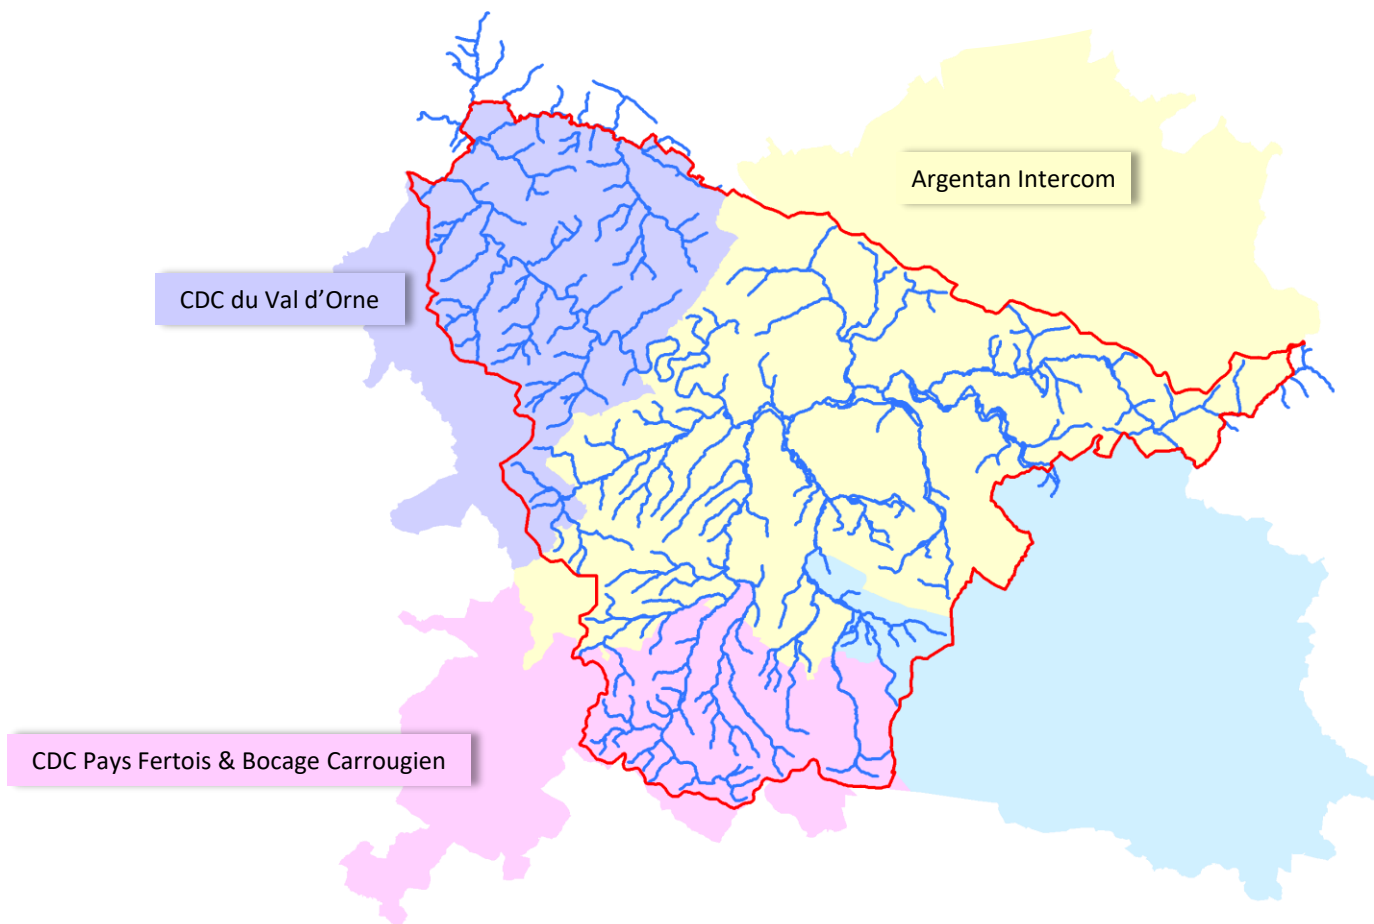 Argentan Intercom
CDC du Val d’Orne
CDC Pays Fertois & Bocage Carrougien